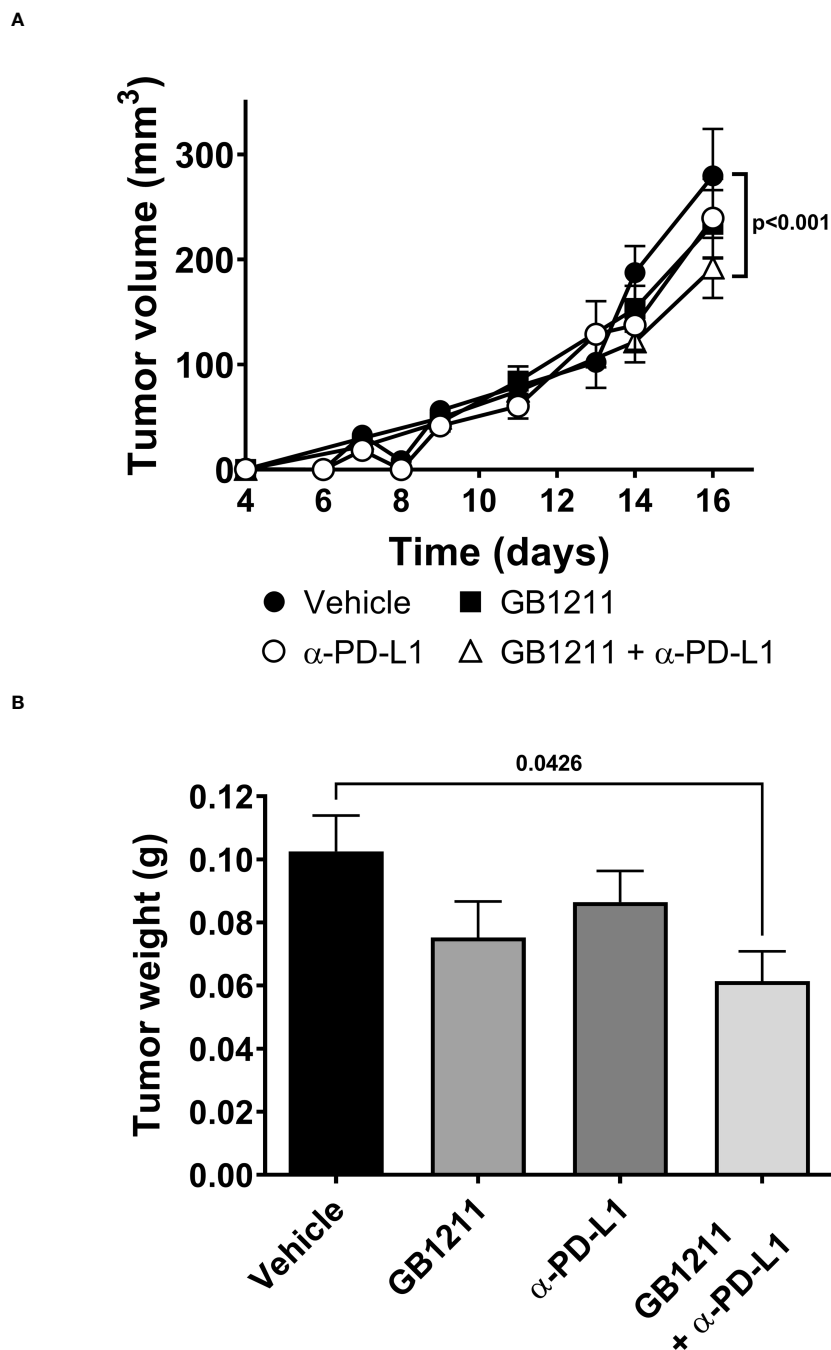 A
Tumor volume (mm³)
300
200
100
0
4 6 8 10 12 14 16
p<0.001
Time (days)
Vehicle GB1211
α-PD-L1 GB1211 + α-PD-L1
B
0.0426
Tumor weight (g)
0.12
0.10
0.08
0.06
0.04
0.02
0.00
Vehicle
GB1211
α-PD-L1
GB1211
+ α-PD-L1